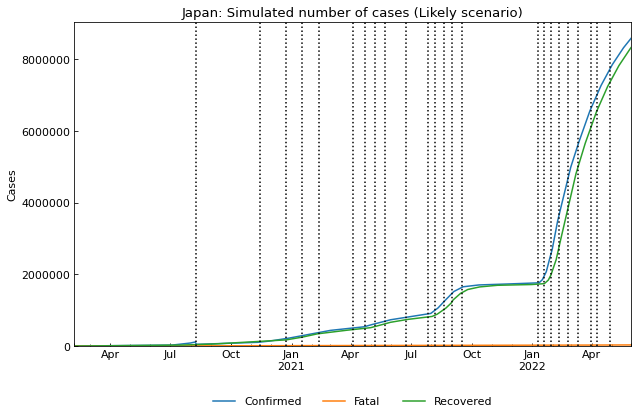 Japan: Simulated number of cases (Likely scenario)
Cases
8000000
6000000
4000000
2000000
0
Apr Jul Oct Jan Apr Jul Oct Jan Apr
2021 2022
Confirmed Fatal Recovered